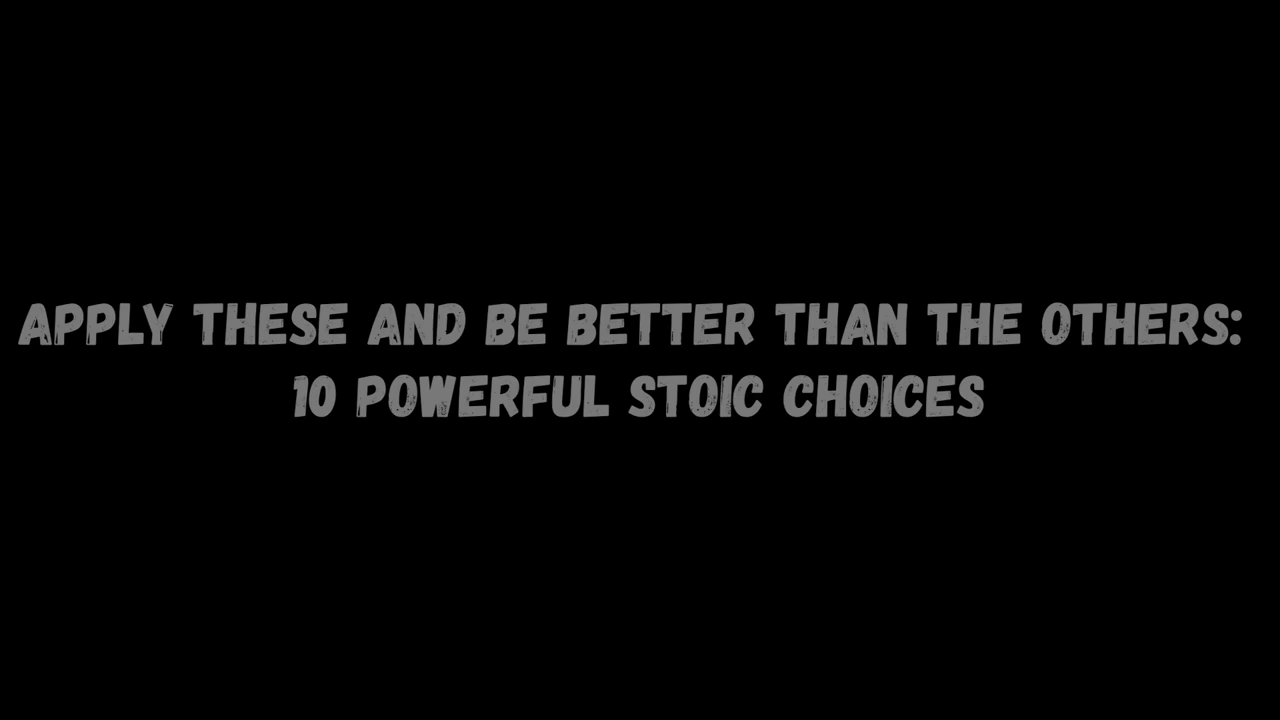 APPLY THESE AND BE BETTER THAN THE OTHERS:
10 POWERFUL STOIC CHOICES